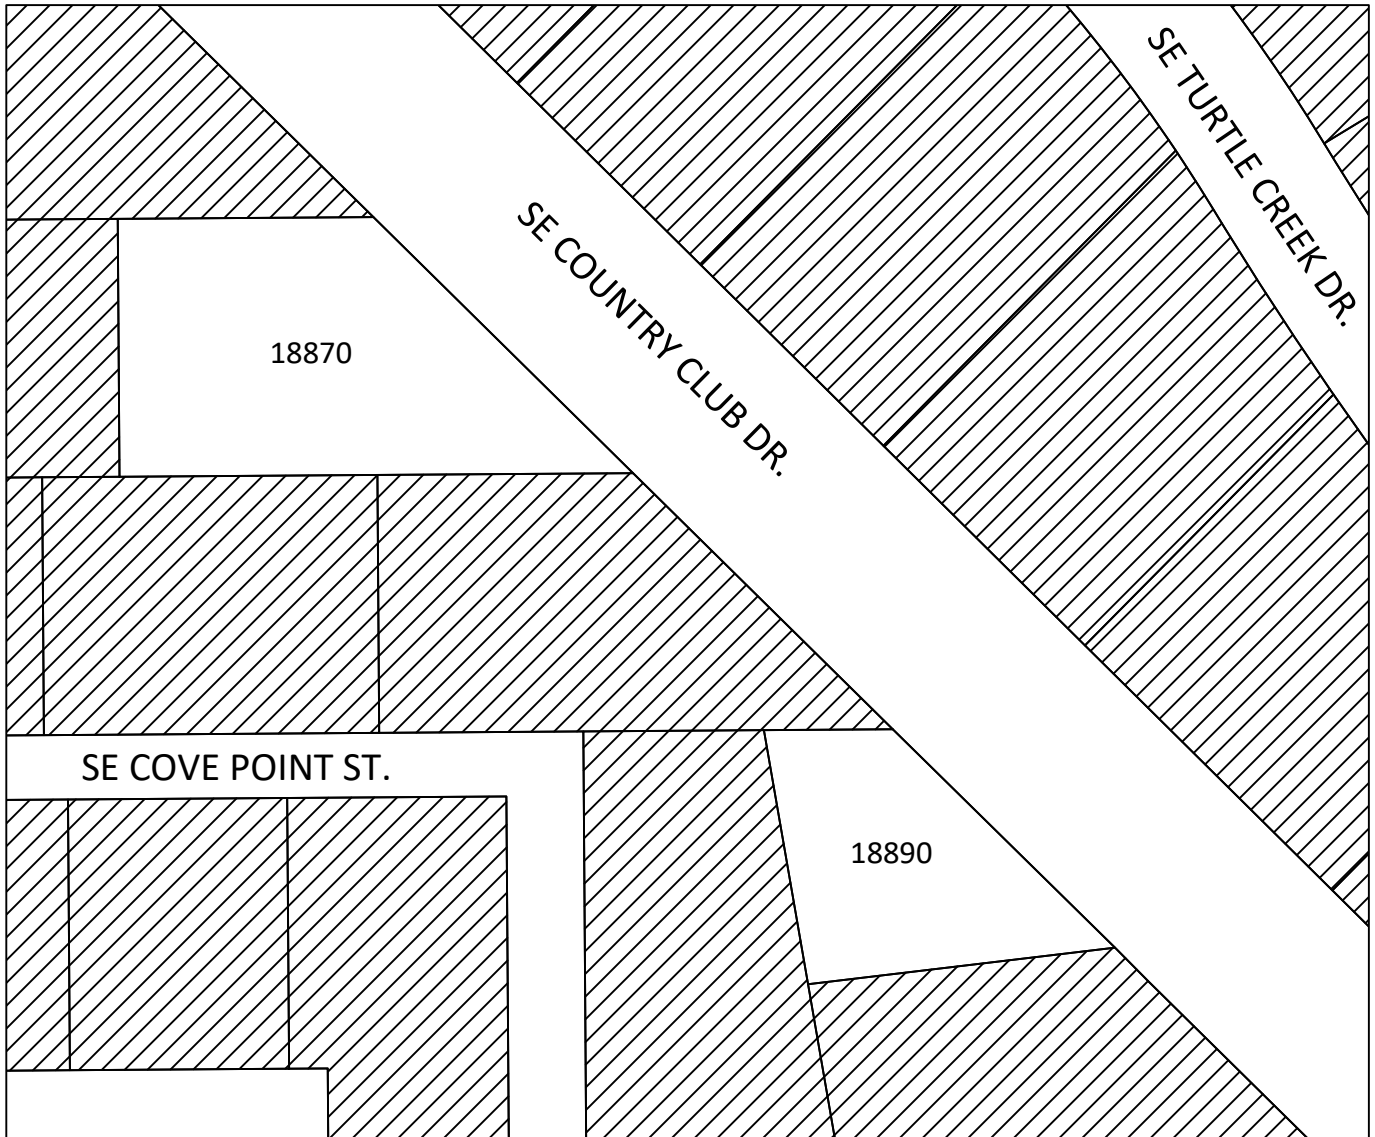 SE TURTLE CREEK DR.
SE COUNTRY CLUB DR.
18870
SE COVE POINT ST.
18890